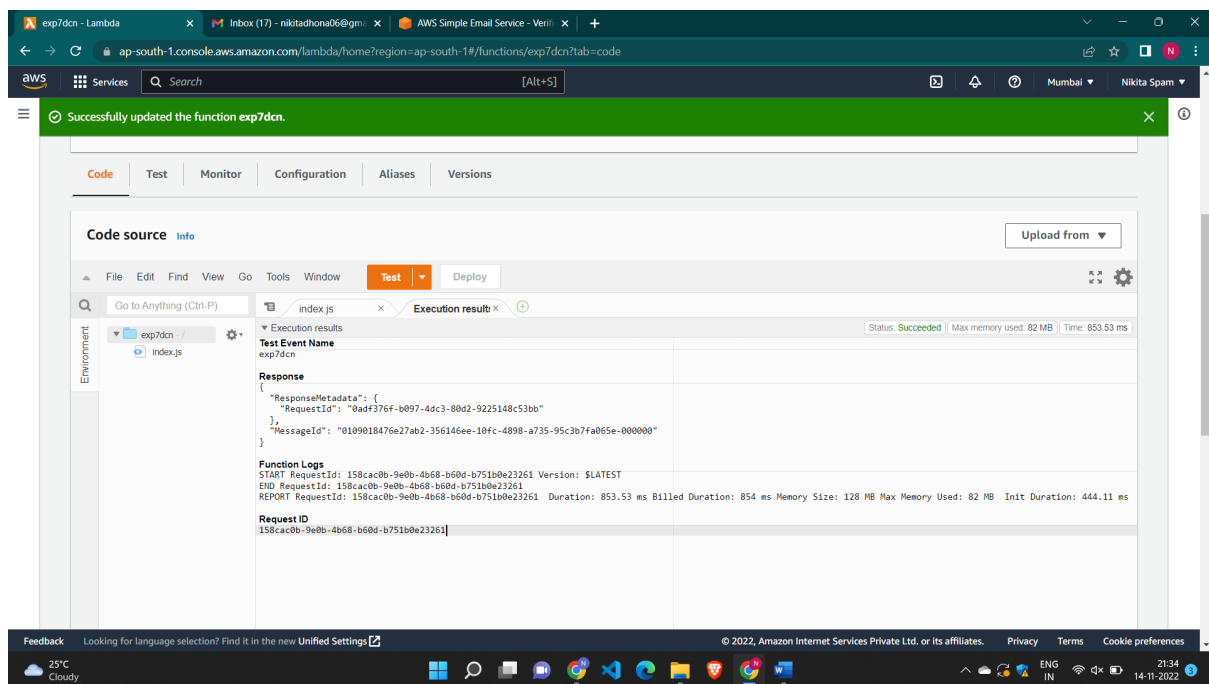 exp7dcn - Lambda
Inbox (17) - nikitadhona06@gma
AWS Simple Email Service - Verifi
ap-south-1.console.aws.amazon.com/lambda/home?region=ap-south-1#/functions/exp7dcn?tab=code
N
aws
Services
Search
[Alt+S]
Mumbai
Nikita Spam
Successfully updated the function exp7dcn.
Code Test Monitor Configuration Aliases Versions
Code source Info
Upload from
File Edit Find View Go Tools Window Test Deploy
Go to Anything (Ctrl-P)
index.js
Execution results
Environment
exp7dcn - /
index.js
Execution results
Status: Succeeded Max memory used: 82 MB Time: 853.53 ms
Test Event Name
exp7dcn
Response
{
"ResponseMetadata": {
"RequestId": "0adf376f-b097-4dc3-80d2-9225148c53bb"
},
"MessageId": "0109018476e27ab2-356146ee-10fc-4898-a735-95c3b7fa065e-000000"
}
Function Logs
START RequestId: 158cac0b-9e0b-4b68-b60d-b751b0e23261 Version: $LATEST
END RequestId: 158cac0b-9e0b-4b68-b60d-b751b0e23261
REPORT RequestId: 158cac0b-9e0b-4b68-b60d-b751b0e23261 Duration: 853.53 ms Billed Duration: 854 ms Memory Size: 128 MB Max Memory Used: 82 MB Init Duration: 444.11 ms
Request ID
158cac0b-9e0b-4b68-b60d-b751b0e23261
Feedback Looking for language selection? Find it in the new Unified Settings
© 2022, Amazon Internet Services Private Ltd. or its affiliates. Privacy Terms Cookie preferences
25°C
Cloudy
ENG
IN
21:34
14-11-2022
3